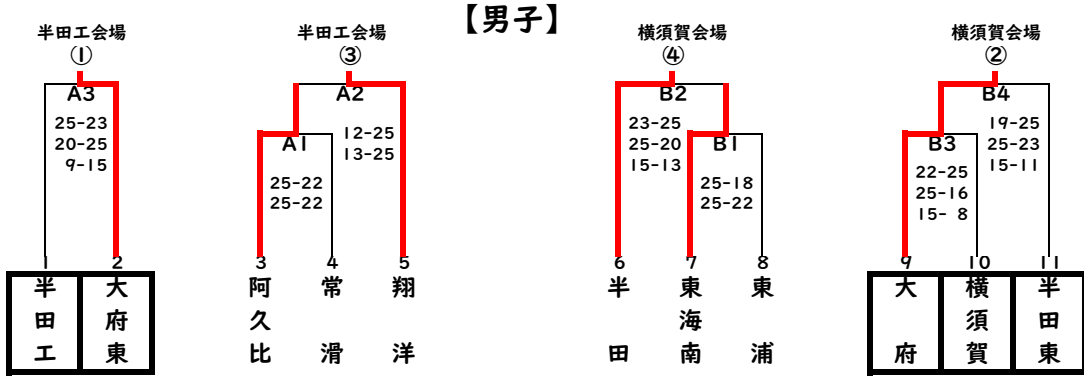 【男子】
半田工会場
半田工会場
横須賀会場
横須賀会場
①
③
④
②
A3
A2
B2
B4
25-23
20-25
9-15
12-25
13-25
23-25
25-20
15-13
19-25
25-23
15-11
A1
B1
B3
25-22
25-22
25-18
25-22
22-25
25-16
15- 8
1
2
3
4
5
6
7
8
9
10
11
半田工
大府東
阿久比
常滑
翔洋
半田
東海南
東浦
大府
横須賀
半田東